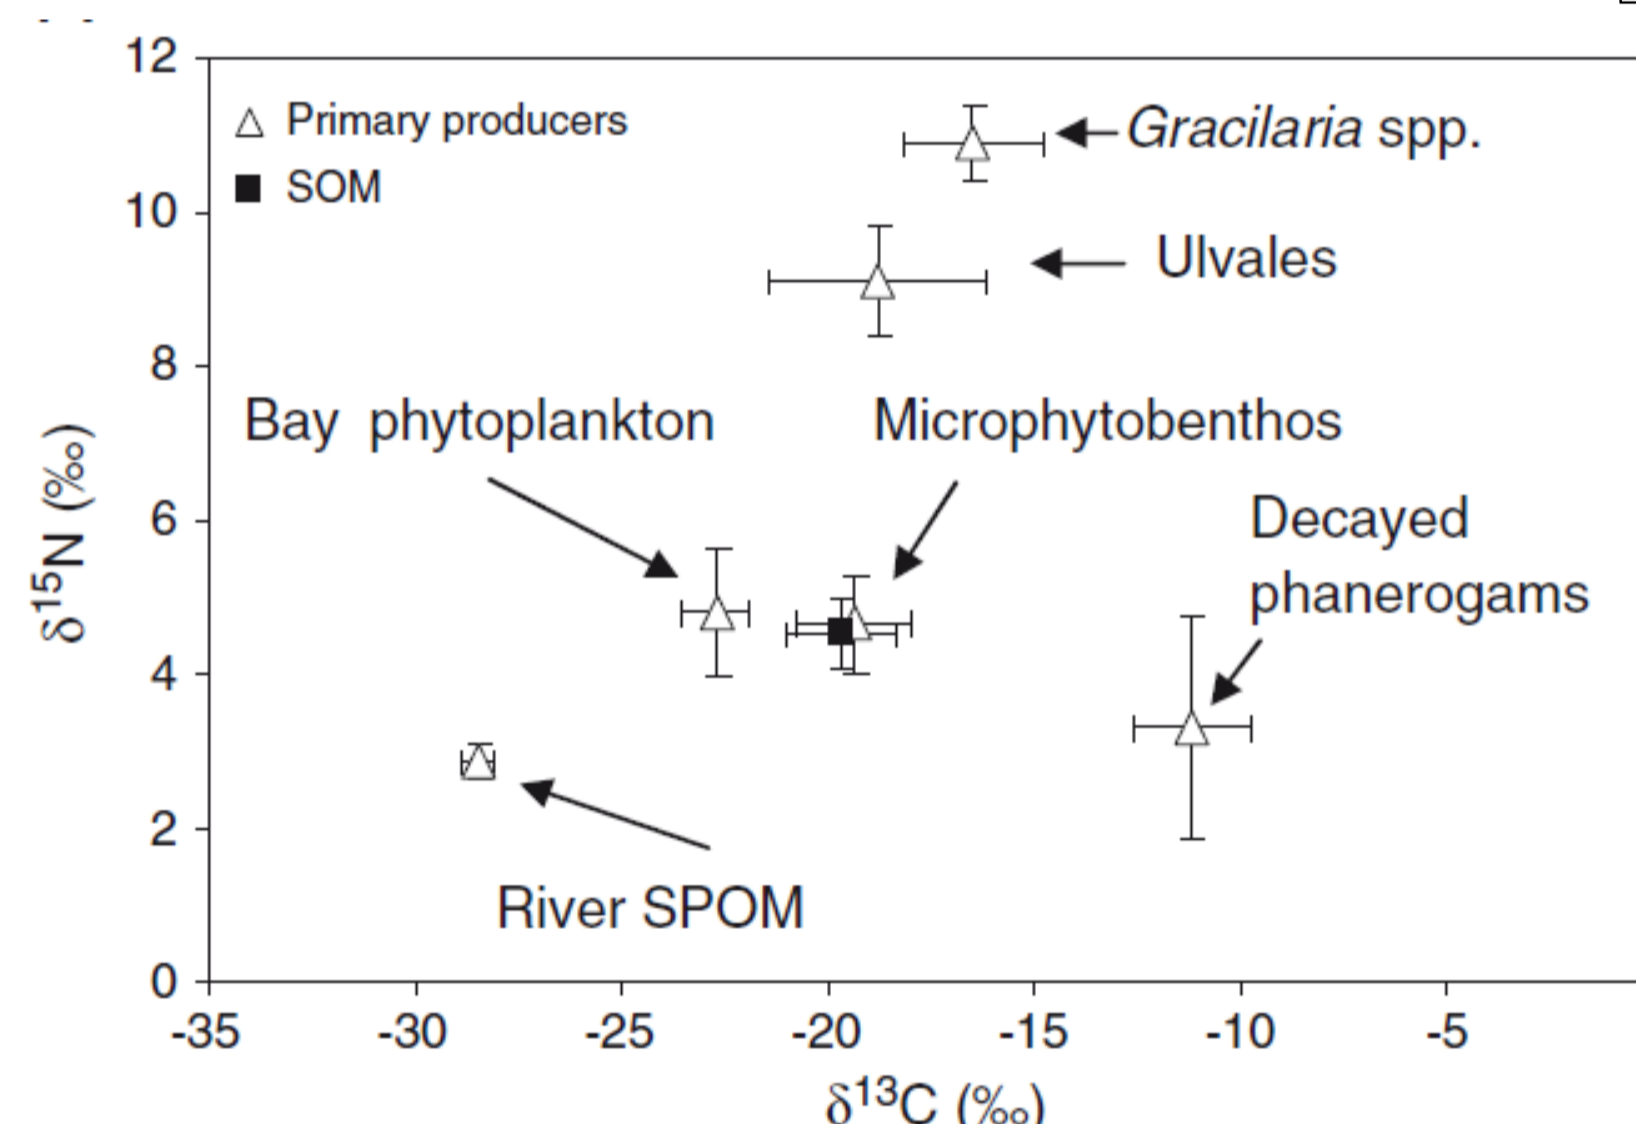 12
Primary producers
Gracilaria spp.
SOM
10
Ulvales
8
Bay phytoplankton
Microphytobenthos
6
Decayed
phanerogams
4
2
River SPOM
0
-35 -30 -25 -20 -15 -10 -5
δ15N (‰)
δ13C (‰)